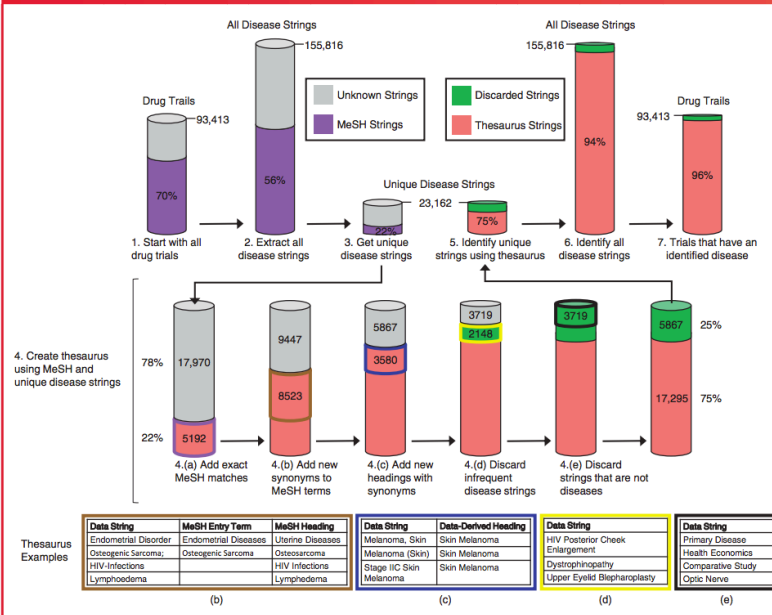 All Disease Strings
155,816
Unknown Strings
MeSH Strings
Drug Trails
93,413
70%
56%
1. Start with all
drug trials
2. Extract all
disease strings
Unique Disease Strings
23,162
22%
3. Get unique
disease strings
75%
5. Identify unique
strings using thesaurus
All Disease Strings
155,816
Discarded Strings
Thesaurus Strings
94%
6. Identify all
disease strings
Drug Trails
93,413
96%
7. Trials that have an
identified disease
4. Create thesaurus
using MeSH and
unique disease strings
78%
22%
17,970
5192
9447
8523
5867
3580
3719
2148
3719
5867
17,295
25%
75%
4.(a) Add exact
MeSH matches
4.(b) Add new
synonyms to
MeSH terms
4.(c) Add new
headings with
synonyms
4.(d) Discard
infrequent
disease strings
4.(e) Discard
strings that are not
diseases
Thesaurus
Examples
Data String MeSH Entry Term MeSH Heading
Endometrial Disorder Endometrial Diseases Uterine Diseases
Osteogenic Sarcoma; Osteogenic Sarcoma Osteosarcoma
HIV-Infections HIV Infections
Lymphoedema Lymphedema
(b)
Data String Data-Derived Heading
Melanoma, Skin Skin Melanoma
Melanoma (Skin) Skin Melanoma
Stage IIC Skin Skin Melanoma
Melanoma
(c)
Data String
HIV Posterior Cheek
Enlargement
Dystrophinopathy
Upper Eyelid Blepharoplasty
(d)
Data String
Primary Disease
Health Economics
Comparative Study
Optic Nerve
(e)